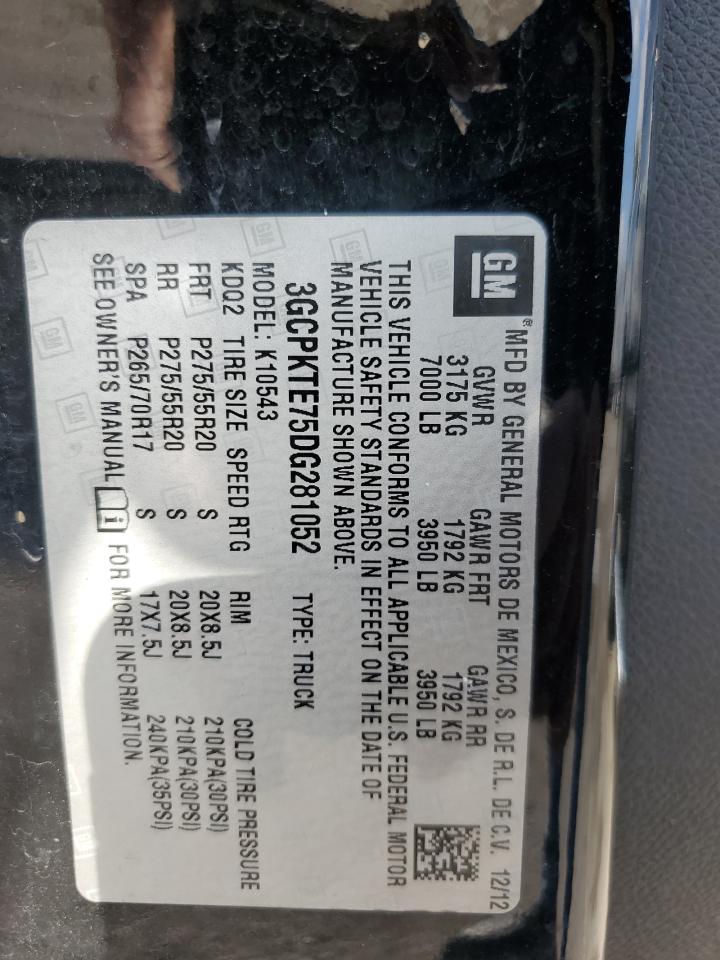 GM
® MFD BY GENERAL MOTORS DE MEXICO, S. DE R.L. DE C.V. 12/12
GVWR GAWR FRT GAWR RR
3175 KG 1792 KG 1792 KG
7000 LB 3950 LB 3950 LB
THIS VEHICLE CONFORMS TO ALL APPLICABLE U.S. FEDERAL MOTOR
VEHICLE SAFETY STANDARDS IN EFFECT ON THE DATE OF
MANUFACTURE SHOWN ABOVE.
3GCPKTE75DG281052 TYPE: TRUCK
MODEL: K10543
KDQ2 TIRE SIZE SPEED RTG RIM COLD TIRE PRESSURE
FRT P275/55R20 S 20X8.5J 210KPA(30PSI)
RR P275/55R20 S 20X8.5J 210KPA(30PSI)
SPA P265/70R17 S 17X7.5J 240KPA(35PSI)
SEE OWNER'S MANUAL i FOR MORE INFORMATION.